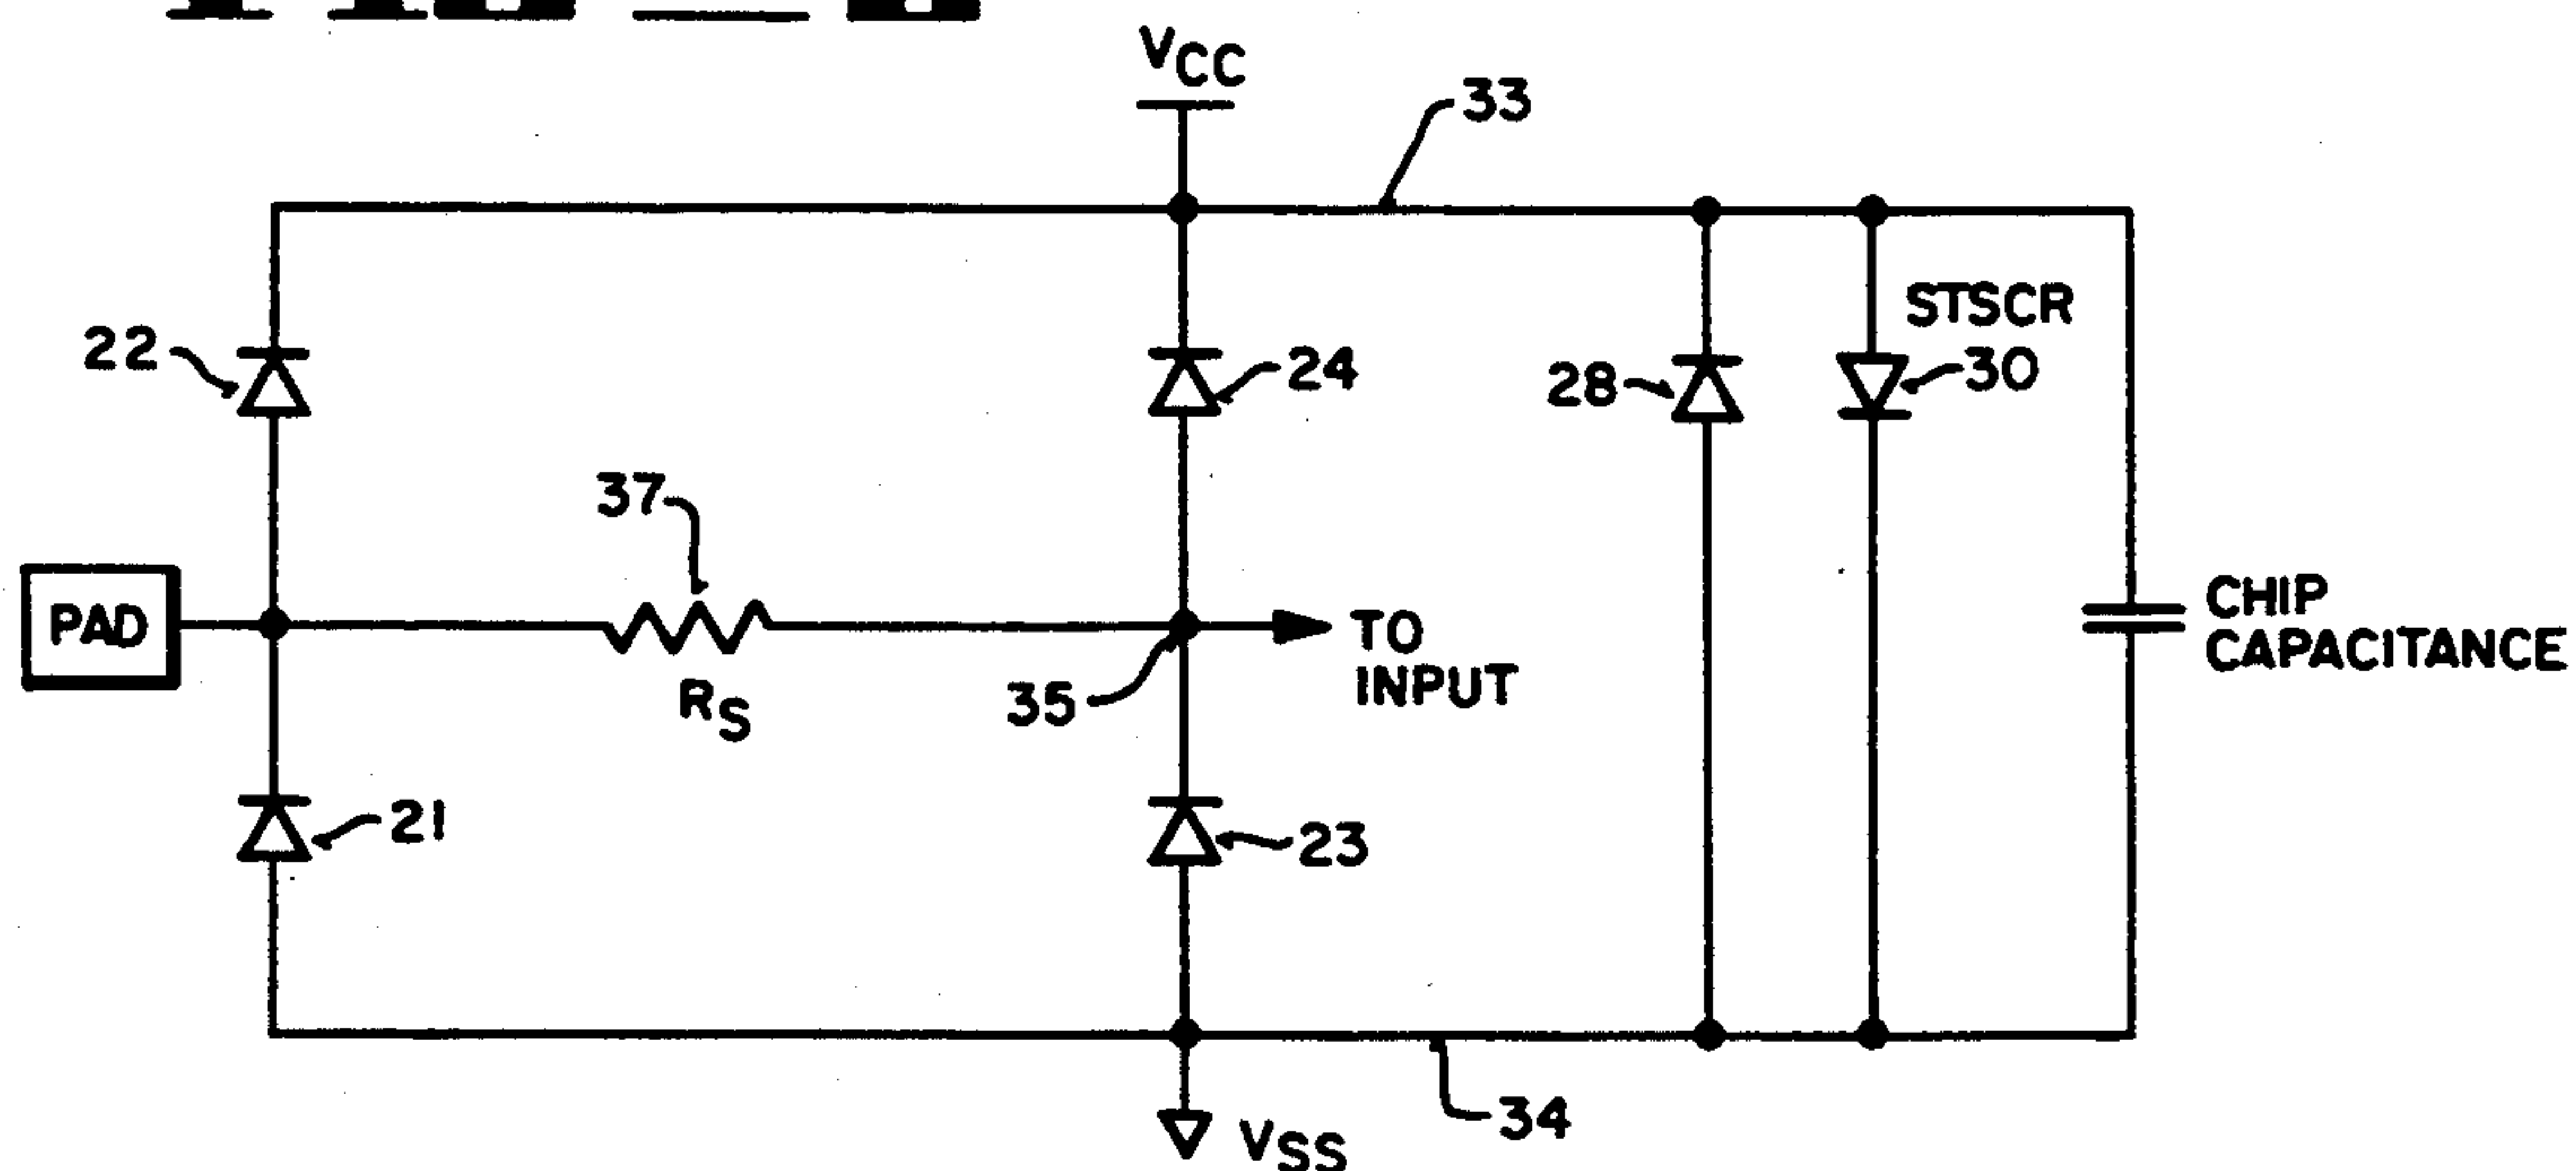 VCC
33
STSCR
22
24
28
30
37
PAD
CHIP
CAPACITANCE
TO
INPUT
RS
35
21
23
34
VSS